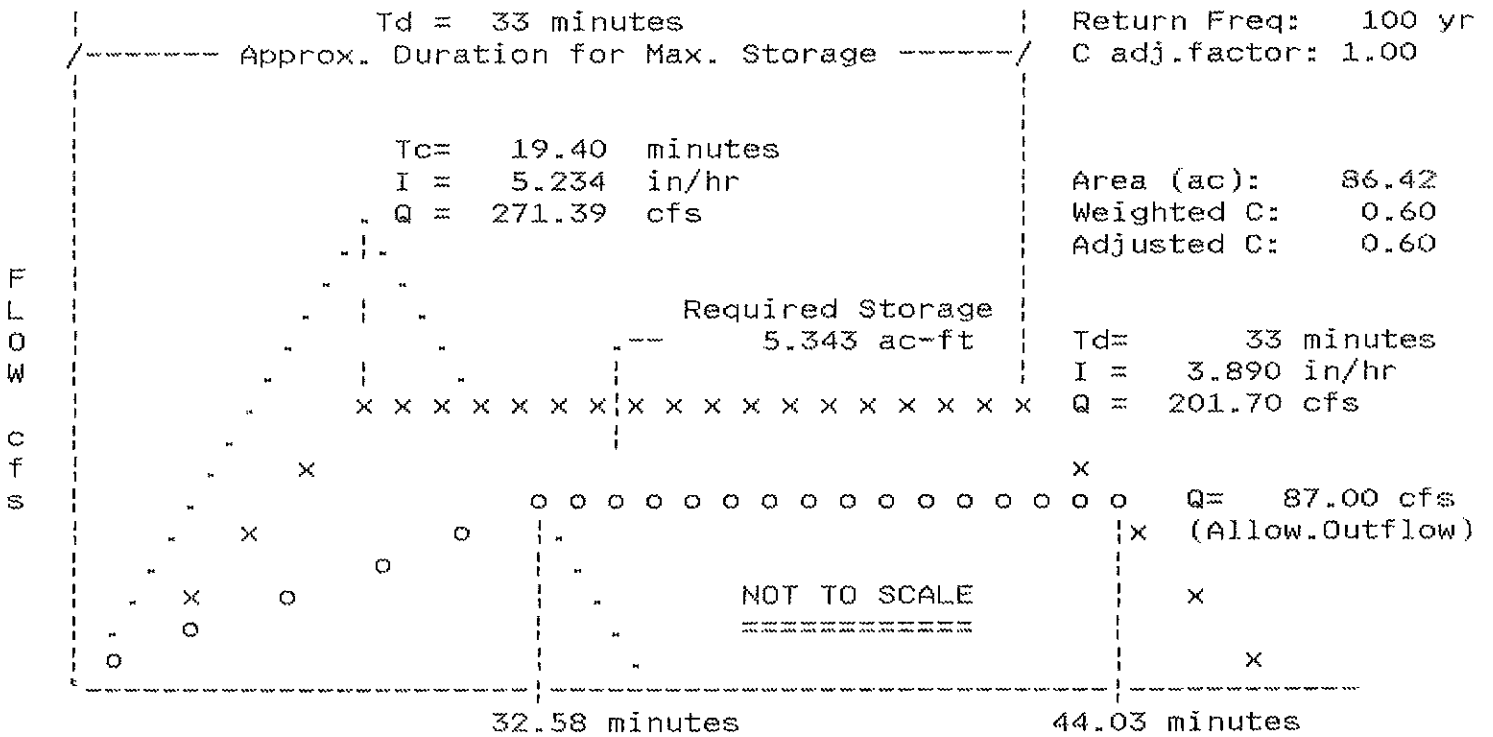 Td = 33 minutes
Return Freq: 100 yr
/------- Approx. Duration for Max. Storage ------/
C adj.factor: 1.00
Tc= 19.40 minutes
I = 5.234 in/hr
Area (ac): 86.42
Q = 271.39 cfs
Weighted C: 0.60
Adjusted C: 0.60
FLOW
cfs
Required Storage
5.343 ac-ft
Td= 33 minutes
I = 3.890 in/hr
x x x x x x x x x x x x x x x x x x
Q = 201.70 cfs
x x
o o o o o o o o o o o o o o o o
Q= 87.00 cfs
x o x
(Allow.Outflow)
o
x o
NOT TO SCALE
x
o
============
o x
32.58 minutes
44.03 minutes